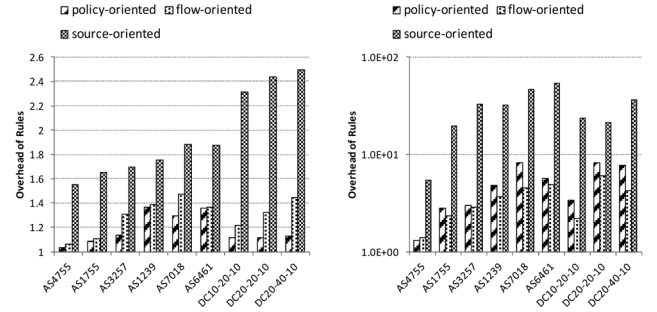 policy-oriented flow-oriented
source-oriented
Overhead of Rules
2.6
2.4
2.2
2
1.8
1.6
1.4
1.2
1
AS4755
AS1755
AS3257
AS1239
AS7018
AS6461
DC10-20-10
DC20-20-10
DC20-40-10
policy-oriented flow-oriented
source-oriented
Overhead of Rules
1.0E+02
1.0E+01
1.0E+00
AS4755
AS1755
AS3257
AS1239
AS7018
AS6461
DC10-20-10
DC20-20-10
DC20-40-10